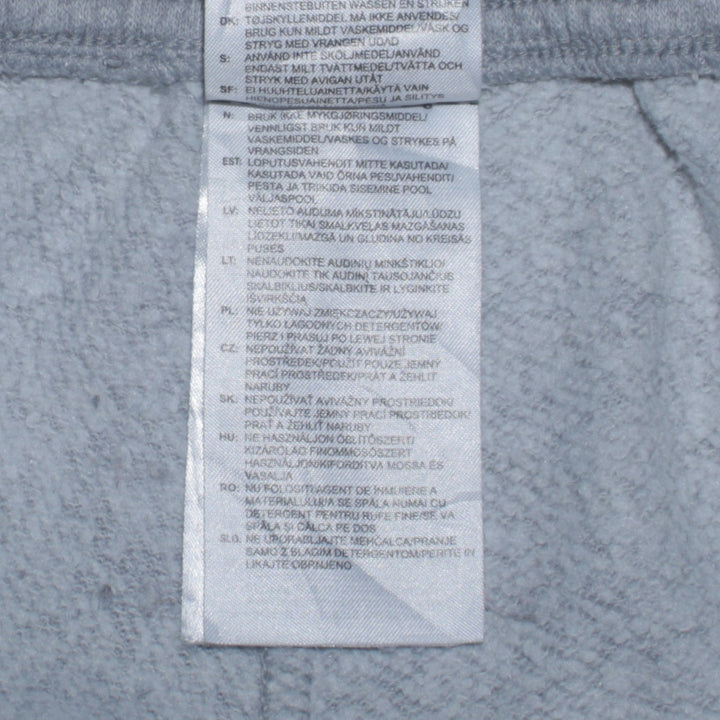 BINNENSTEBUITEN WASSEN EN STRIJKEN
DK: TØJSKYLLEMIDDEL MÅ IKKE ANVENDES/
BRUG KUN MILDT VASKEMIDDEL/VASK OG
STRYG MED VRANGEN UDAD
S: ANVÄND INTE SKÖLJMEDEL/ANVÄND
ENDAST MILT TVÄTTMEDEL/TVÄTTA OCH
STRYK MED AVIGAN UTÅT
SF: EI HUUHTELUAINETTA/KÄYTÄ VAIN
HIENOPESUAINETTA/PESU JA SILITYS
N: BRUK IKKE MYKGJØRINGSMIDDEL/
VENNLIGST BRUK KUN MILDT
VASKEMIDDEL/VASKES OG STRYKES PÅ
VRANGSIDEN
EST: LOPUTUSVAHENDIT MITTE KASUTADA/
KASUTADA VAID ÕRNA PESUVAHENDIT/
PESTA JA TRIIKIDA SISEMINE POOL
VÄLJASPOOL
LV: NELIETO AUDUMA MĪKSTINĀTĀJU/LŪDZU
LIETOT TIKAI SMALKVEĻAS MAZGĀŠANAS
LĪDZEKLI/MAZGĀ UN GLUDINA NO KREISĀS
PUSES
LT: NENAUDOKITE AUDINIŲ MINKŠTIKLIO/
NAUDOKITE TIK AUDINĮ TAUSOJANČIUS
SKALBIKLIUS/SKALBKITE IR LYGINKITE
IŠVIRKŠČIĄ
PL: NIE UŻYWAJ ZMIĘKCZACZY/UŻYWAJ
TYLKO ŁAGODNYCH DETERGENTÓW/
PIERZ I PRASUJ PO LEWEJ STRONIE
CZ: NEPOUŽÍVAT ŽÁDNÝ AVIVÁŽNÍ
PROSTŘEDEK/POUŽÍT POUZE JEMNÝ
PRACÍ PROSTŘEDEK/PRÁT A ŽEHLIT
NARUBY
SK: NEPOUŽÍVAŤ AVIVÁŽNY PROSTRIEDOK/
POUŽÍVAJTE JEMNÝ PRACÍ PROSTRIEDOK/
PRAŤ A ŽEHLIŤ NARUBY
HU: NE HASZNÁLJON ÖBLÍTŐSZERT/
KIZÁRÓLAG FINOMMOSÓSZERT
HASZNÁLJON/KIFORDÍTVA MOSSA ÉS
VASALJA
RO: NU FOLOSIȚI AGENT DE ÎNMUIERE A
MATERIALULUI/A SE SPĂLA NUMAI CU
DETERGENT PENTRU RUFE FINE/SE VA
SPĂLA ȘI CĂLCA PE DOS
SLO: NE UPORABLJAJTE MEHČALCA/PRANJE
SAMO Z BLAGIM DETERGENTOM/PERITE IN
LIKAJTE OBRNJENO